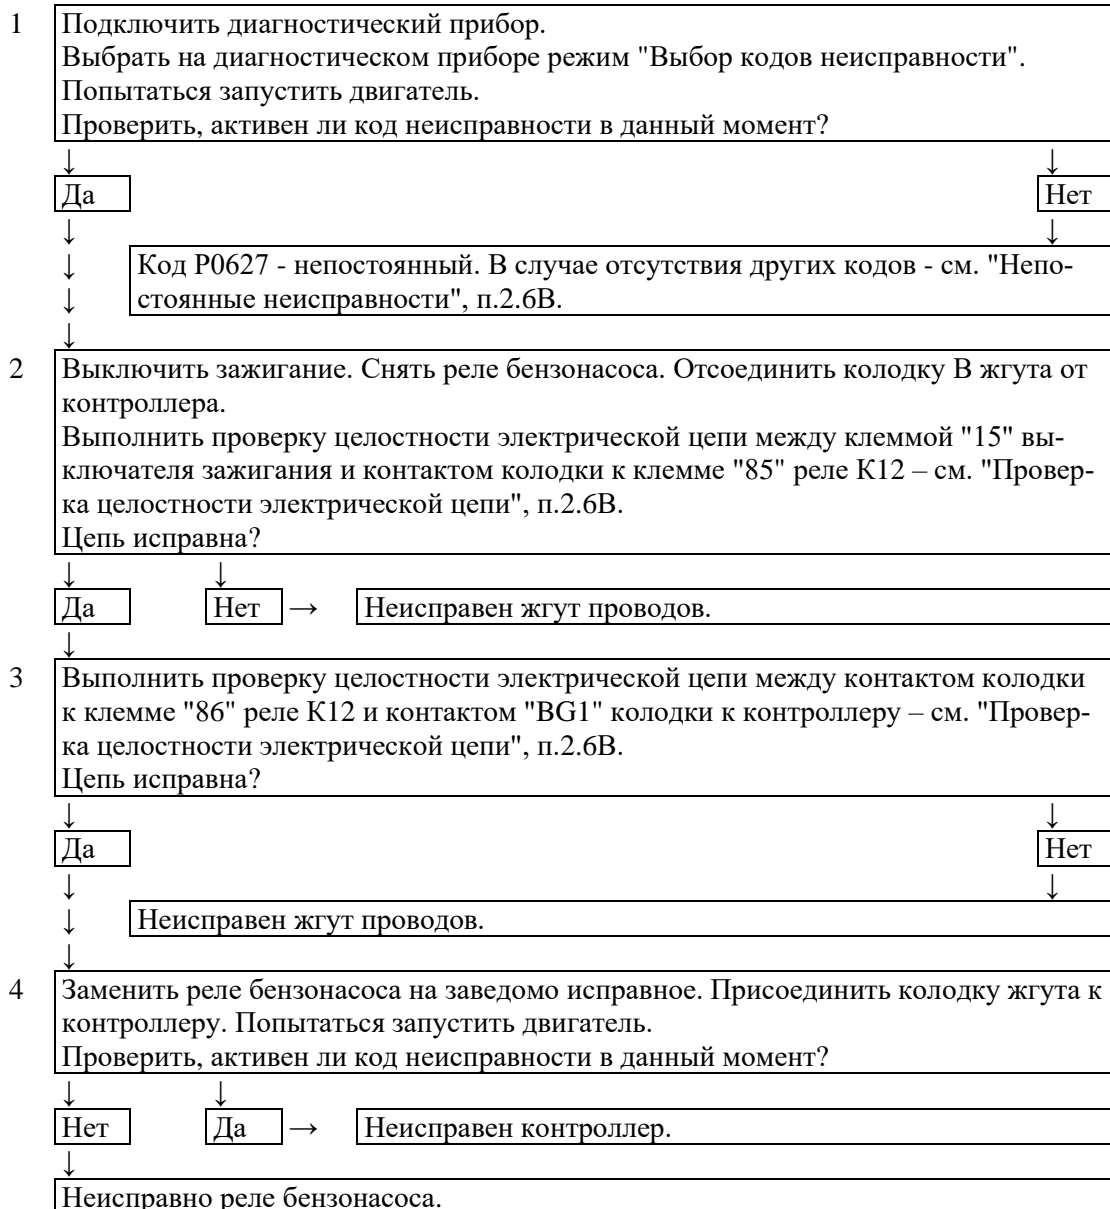 1 Подключить диагностический прибор.
Выбрать на диагностическом приборе режим "Выбор кодов неисправности".
Попытаться запустить двигатель.
Проверить, активен ли код неисправности в данный момент?
↓ ↓
Да Нет
↓ ↓
↓ Код Р0627 - непостоянный. В случае отсутствия других кодов - см. "Непо-
↓ стоянные неисправности", п.2.6В.
↓
2 Выключить зажигание. Снять реле бензонасоса. Отсоединить колодку В жгута от
контроллера.
Выполнить проверку целостности электрической цепи между клеммой "15" вы-
ключателя зажигания и контактом колодки к клемме "85" реле К12 – см. "Провер-
ка целостности электрической цепи", п.2.6В.
Цепь исправна?
↓ ↓
Да Нет → Неисправен жгут проводов.
↓
3 Выполнить проверку целостности электрической цепи между контактом колодки
к клемме "86" реле К12 и контактом "BG1" колодки к контроллеру – см. "Провер-
ка целостности электрической цепи", п.2.6В.
Цепь исправна?
↓ ↓
Да Нет
↓ ↓
↓ Неисправен жгут проводов.
↓
4 Заменить реле бензонасоса на заведомо исправное. Присоединить колодку жгута к
контроллеру. Попытаться запустить двигатель.
Проверить, активен ли код неисправности в данный момент?
↓ ↓
Нет Да → Неисправен контроллер.
↓
Неисправно реле бензонасоса.